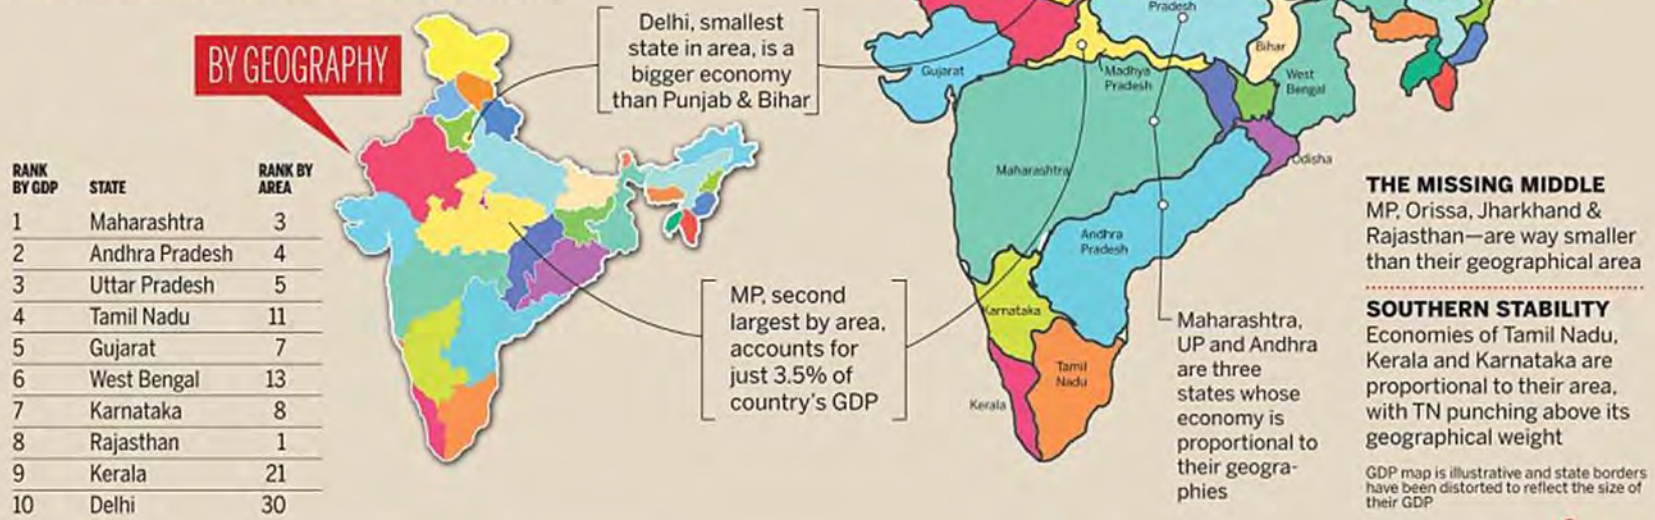 BY GEOGRAPHY
RANK BY GDP STATE RANK BY AREA
1 Maharashtra 3
2 Andhra Pradesh 4
3 Uttar Pradesh 5
4 Tamil Nadu 11
5 Gujarat 7
6 West Bengal 13
7 Karnataka 8
8 Rajasthan 1
9 Kerala 21
10 Delhi 30
Delhi, smallest
state in area, is a
bigger economy
than Punjab & Bihar
MP, second
largest by area,
accounts for
just 3.5% of
country's GDP
Pradesh
Bihar
Gujarat
Madhya
Pradesh
West
Bengal
Maharashtra
Odisha
Andhra
Pradesh
Karnataka
Tamil
Nadu
Kerala
Maharashtra,
UP and Andhra
are three
states whose
economy is
proportional to
their geogra-
phies
THE MISSING MIDDLE
MP, Orissa, Jharkhand &
Rajasthan—are way smaller
than their geographical area
SOUTHERN STABILITY
Economies of Tamil Nadu,
Kerala and Karnataka are
proportional to their area,
with TN punching above its
geographical weight
GDP map is illustrative and state borders
have been distorted to reflect the size of
their GDP